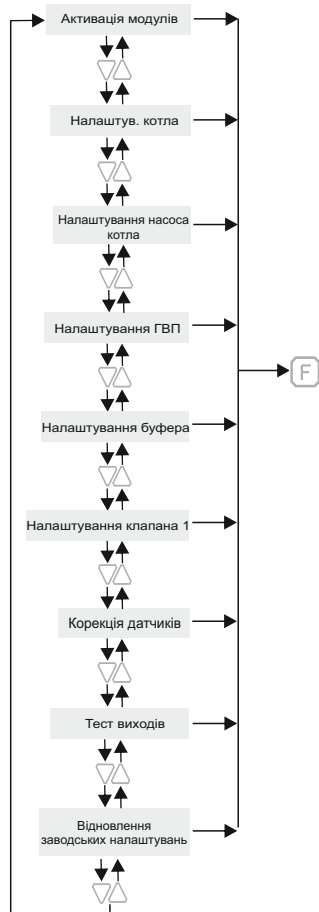 Активація модулів
Налаштув. котла
Налаштування насоса
котла
Налаштування ГВП
F
Налаштування буфера
Налаштування клапана 1
Корекція датчиків
Тест виходів
Відновлення
заводських налаштувань